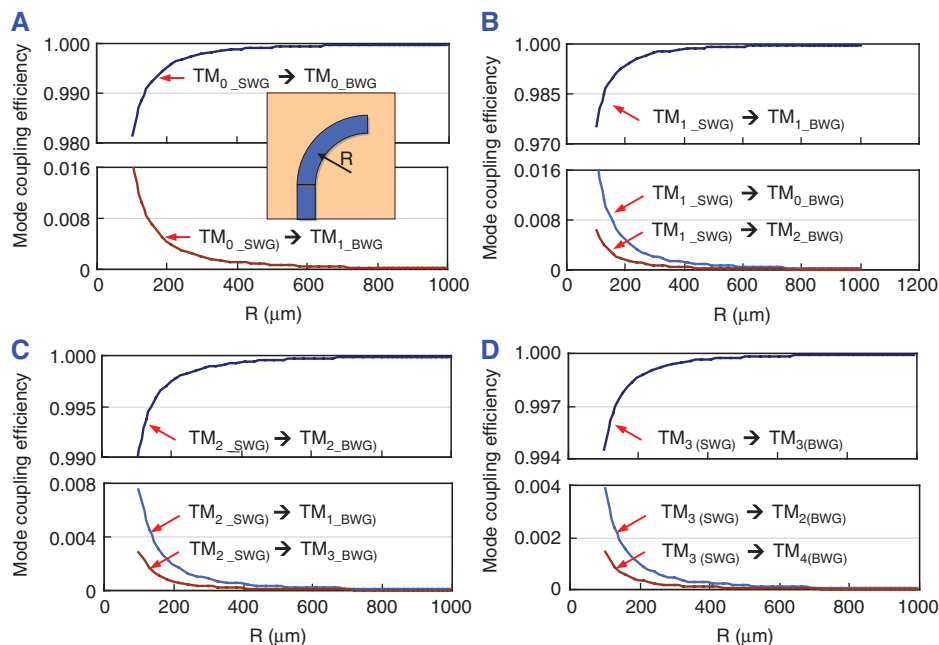 A
Mode coupling efficiency
1.000
0.990
0.980
TM0_SWG → TM0_BWG
R
0.016
0.008
0
TM0_SWG) → TM1_BWG
0 200 400 600 800 1000
R (μm)
B
Mode coupling efficiency
1.000
0.985
0.970
TM1_SWG) → TM1_BWG)
0.016
0.008
0
TM1_SWG) → TM0_BWG)
TM1_SWG) → TM2_BWG)
0 200 400 600 800 1000 1200
R (μm)
C
Mode coupling efficiency
1.000
0.995
0.990
TM2_SWG) → TM2_BWG)
0.008
0.004
0
TM2_SWG) → TM1_BWG)
TM2_SWG) → TM3_BWG)
0 200 400 600 800 1000
R (μm)
D
Mode coupling efficiency
1.000
0.997
0.994
TM3(SWG) → TM3(BWG)
0.004
0.002
0
TM3(SWG) → TM2(BWG)
TM3(SWG) → TM4(BWG)
0 200 400 600 800 1000
R (μm)